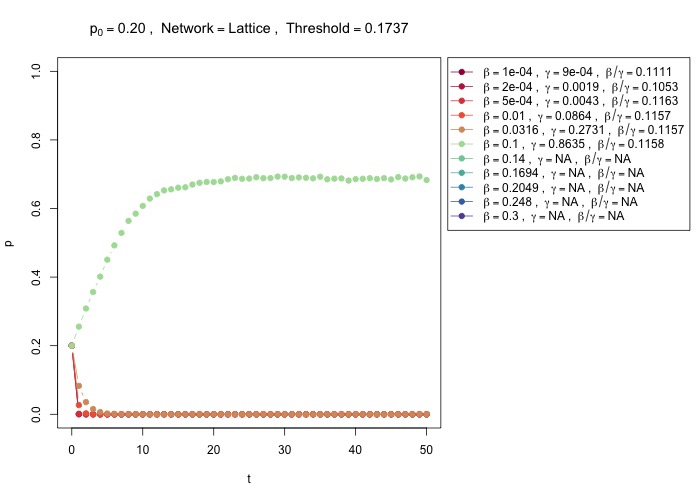 p₀ = 0.20 , Network = Lattice , Threshold = 0.1737
β = 1e-04 , γ = 9e-04 , β/γ = 0.1111
β = 2e-04 , γ = 0.0019 , β/γ = 0.1053
β = 5e-04 , γ = 0.0043 , β/γ = 0.1163
β = 0.01 , γ = 0.0864 , β/γ = 0.1157
β = 0.0316 , γ = 0.2731 , β/γ = 0.1157
β = 0.1 , γ = 0.8635 , β/γ = 0.1158
β = 0.14 , γ = NA , β/γ = NA
β = 0.1694 , γ = NA , β/γ = NA
β = 0.2049 , γ = NA , β/γ = NA
β = 0.248 , γ = NA , β/γ = NA
β = 0.3 , γ = NA , β/γ = NA
1.0
0.8
0.6
0.4
0.2
0.0
p
0 10 20 30 40 50
t